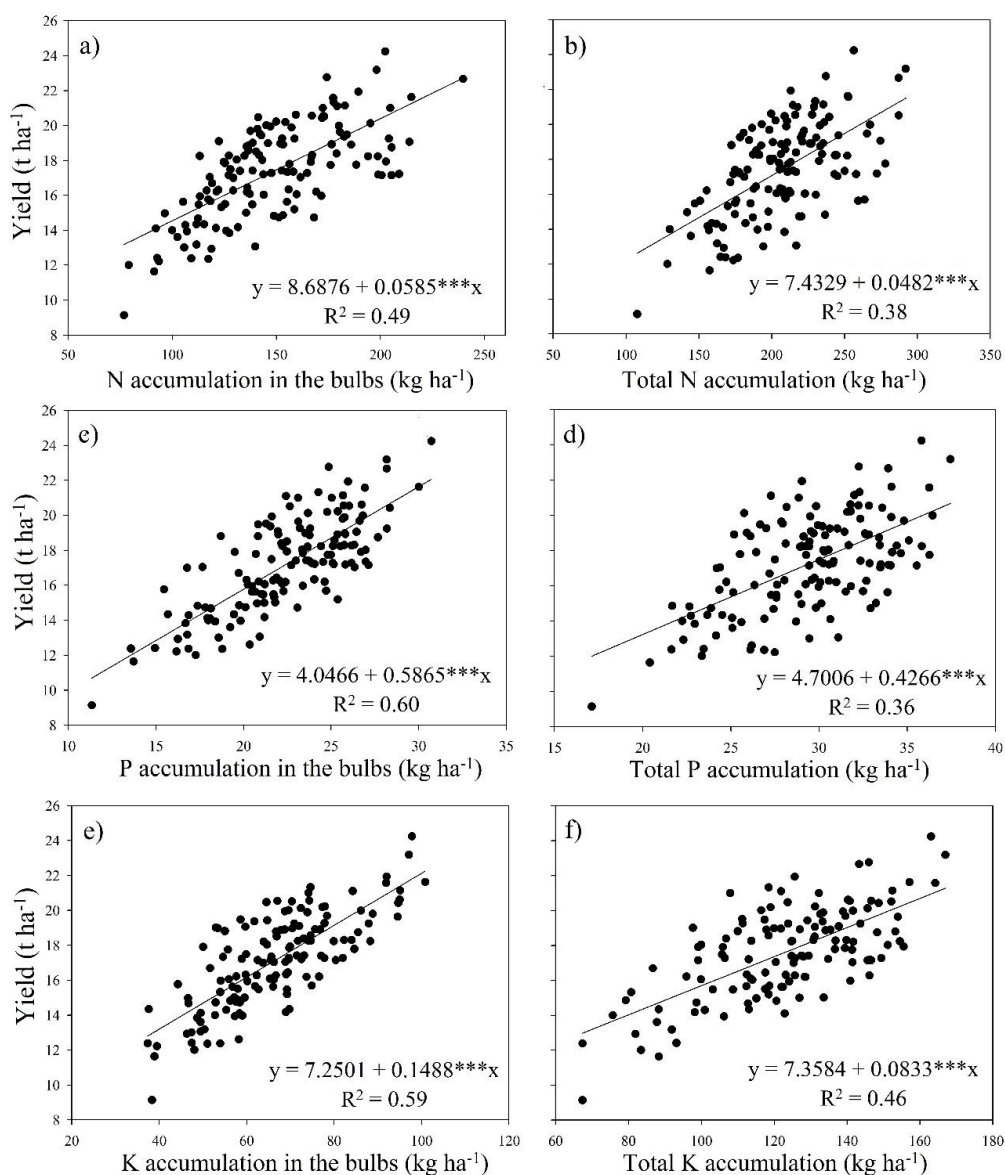 a)
24
22
20
18
16
14
12
10
8
Yield (t ha-1)
y = 8.6876 + 0.0585***x
R2 = 0.49
50 100 150 200 250
N accumulation in the bulbs (kg ha-1)
b)
y = 7.4329 + 0.0482***x
R2 = 0.38
50 100 150 200 250 300 350
Total N accumulation (kg ha-1)
c)
26
24
22
20
18
16
14
12
10
8
Yield (t ha-1)
y = 4.0466 + 0.5865***x
R2 = 0.60
10 15 20 25 30 35
P accumulation in the bulbs (kg ha-1)
d)
y = 4.7006 + 0.4266***x
R2 = 0.36
15 20 25 30 35 40
Total P accumulation (kg ha-1)
e)
26
24
22
20
18
16
14
12
10
8
Yield (t ha-1)
y = 7.2501 + 0.1488***x
R2 = 0.59
20 40 60 80 100 120
K accumulation in the bulbs (kg ha-1)
f)
y = 7.3584 + 0.0833***x
R2 = 0.46
60 80 100 120 140 160 180
Total K accumulation (kg ha-1)